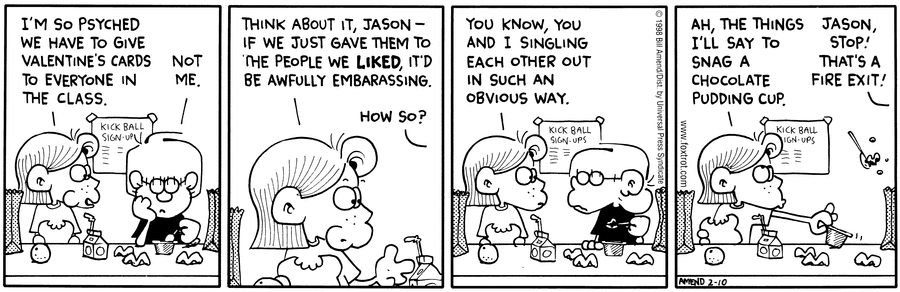 I'M SO PSYCHED
WE HAVE TO GIVE
VALENTINE'S CARDS
TO EVERYONE IN
THE CLASS.
NOT
ME.
KICK BALL
SIGN-UPS
THINK ABOUT IT, JASON –
IF WE JUST GAVE THEM TO
THE PEOPLE WE LIKED, IT'D
BE AWFULLY EMBARASSING.
HOW SO?
YOU KNOW, YOU
AND I SINGLING
EACH OTHER OUT
IN SUCH AN
OBVIOUS WAY.
KICK BALL
SIGN-UPS
© 1998 Bill Amend/Dist. by Universal Press Syndicate
www.foxtrot.com
AH, THE THINGS
I'LL SAY TO
SNAG A
CHOCOLATE
PUDDING CUP.
JASON,
STOP!
THAT'S A
FIRE EXIT!
KICK BALL
SIGN-UPS
AMEND 2-10